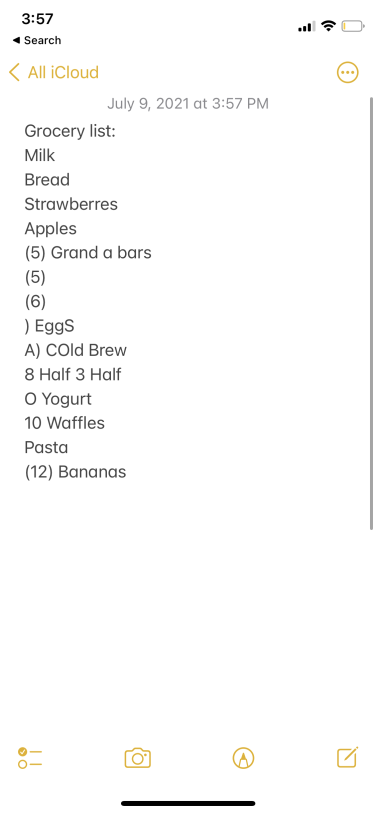 3:57
◀ Search
All iCloud
July 9, 2021 at 3:57 PM
Grocery list:
Milk
Bread
Strawberres
Apples
(5) Grand a bars
(5)
(6)
) EggS
A) COld Brew
8 Half 3 Half
O Yogurt
10 Waffles
Pasta
(12) Bananas